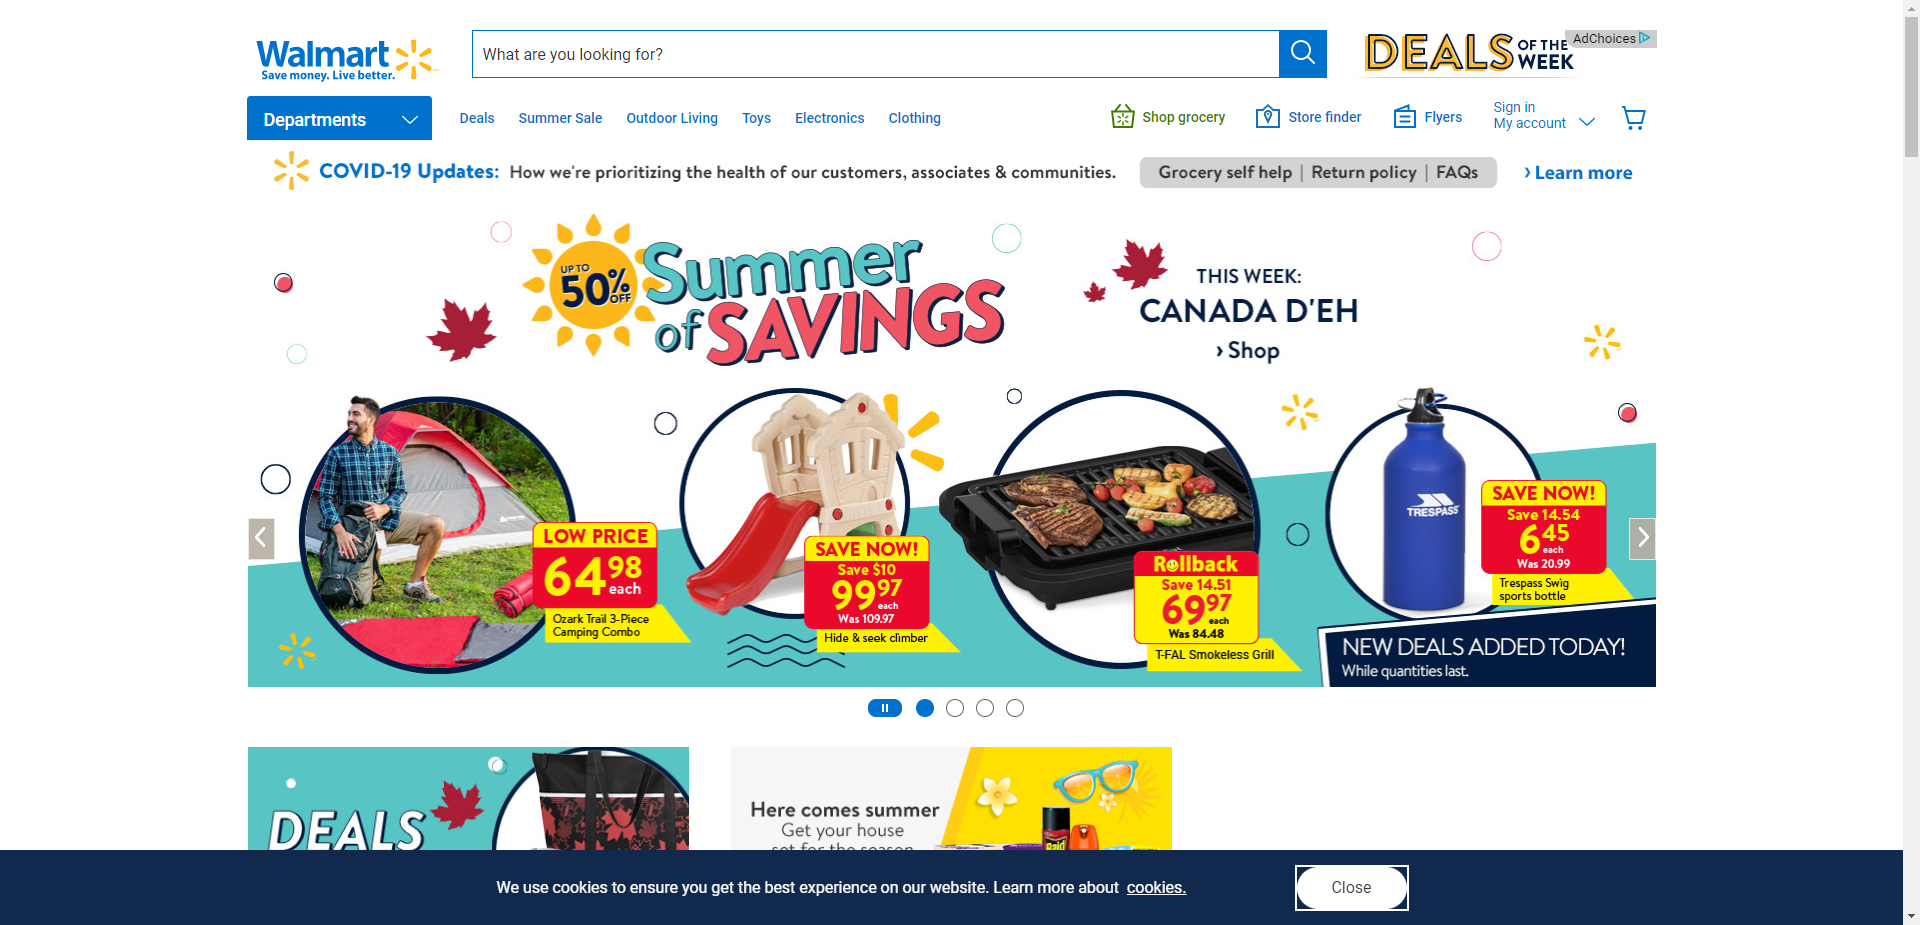 Walmart
Save money. Live better.
What are you looking for?
DEALS OF THE WEEK
AdChoices
Departments
Deals
Summer Sale
Outdoor Living
Toys
Electronics
Clothing
Shop grocery
Store finder
Flyers
Sign in
My account
COVID-19 Updates: How we're prioritizing the health of our customers, associates & communities.
Grocery self help | Return policy | FAQs
› Learn more
UP TO
50% OFF
Summer
of SAVINGS
THIS WEEK:
CANADA D'EH
› Shop
LOW PRICE
64 98
each
Ozark Trail 3-Piece
Camping Combo
SAVE NOW!
Save $10
99 97
each
Was 109.97
Hide & seek climber
Rollback
Save 14.51
69 97
each
Was 84.48
T-FAL Smokeless Grill
TRESPASS
SAVE NOW!
Save 14.54
6 45
each
Was 20.99
Trespass Swig
sports bottle
NEW DEALS ADDED TODAY!
While quantities last.
DEALS
Here comes summer
Get your house
set for the season
Raid
We use cookies to ensure you get the best experience on our website. Learn more about cookies.
Close